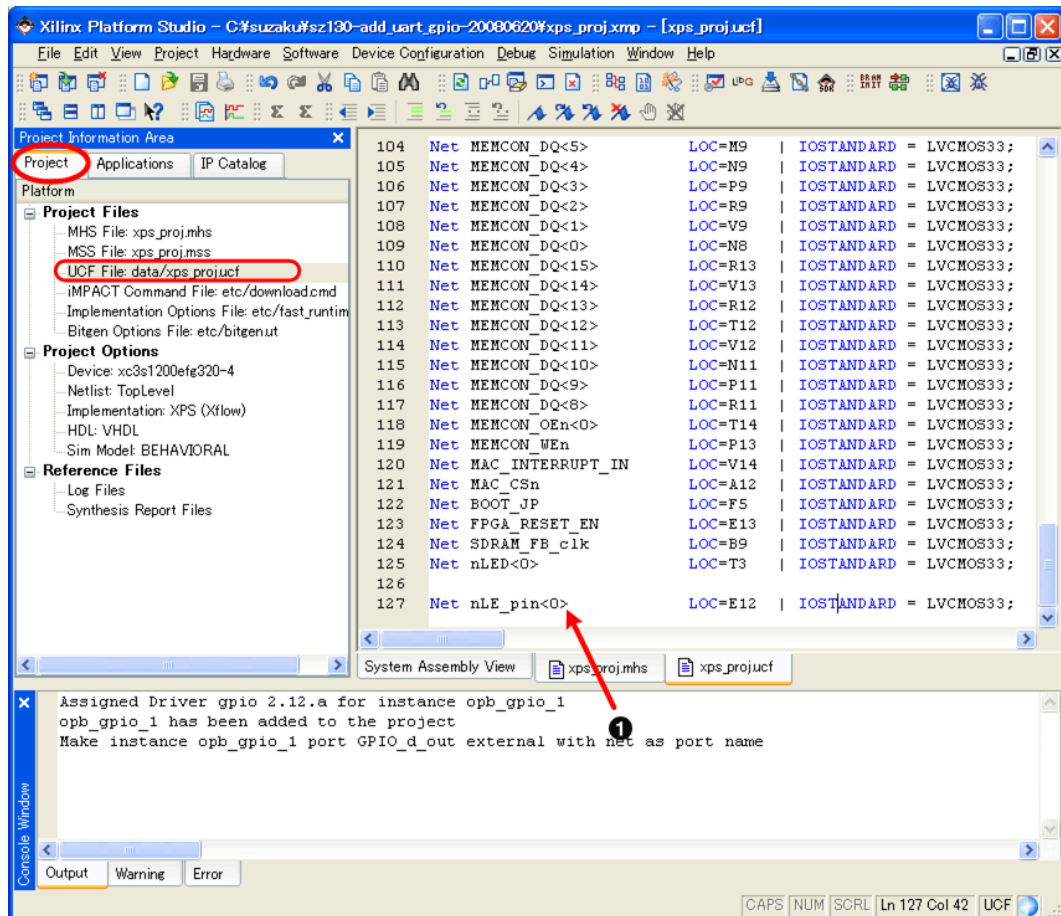 Xilinx Platform Studio - C:¥suzaku¥sz130-add_uart_gpio-20080620¥xps_proj.xmp - [xps_proj.ucf]
File Edit View Project Hardware Software Device Configuration Debug Simulation Window Help
Project Information Area
Project Applications IP Catalog
Platform
Project Files
MHS File: xps_proj.mhs
MSS File: xps_proj.mss
UCF File: data/xps_proj.ucf
iMPACT Command File: etc/download.cmd
Implementation Options File: etc/fast_runtim
Bitgen Options File: etc/bitgen.ut
Project Options
Device: xc3s1200efg320-4
Netlist: TopLevel
Implementation: XPS (Xflow)
HDL: VHDL
Sim Model: BEHAVIORAL
Reference Files
Log Files
Synthesis Report Files
104 Net MEMCON_DQ<5> LOC=M9 | IOSTANDARD = LVCMOS33;
105 Net MEMCON_DQ<4> LOC=N9 | IOSTANDARD = LVCMOS33;
106 Net MEMCON_DQ<3> LOC=P9 | IOSTANDARD = LVCMOS33;
107 Net MEMCON_DQ<2> LOC=R9 | IOSTANDARD = LVCMOS33;
108 Net MEMCON_DQ<1> LOC=V9 | IOSTANDARD = LVCMOS33;
109 Net MEMCON_DQ<0> LOC=N8 | IOSTANDARD = LVCMOS33;
110 Net MEMCON_DQ<15> LOC=R13 | IOSTANDARD = LVCMOS33;
111 Net MEMCON_DQ<14> LOC=V13 | IOSTANDARD = LVCMOS33;
112 Net MEMCON_DQ<13> LOC=R12 | IOSTANDARD = LVCMOS33;
113 Net MEMCON_DQ<12> LOC=T12 | IOSTANDARD = LVCMOS33;
114 Net MEMCON_DQ<11> LOC=V12 | IOSTANDARD = LVCMOS33;
115 Net MEMCON_DQ<10> LOC=N11 | IOSTANDARD = LVCMOS33;
116 Net MEMCON_DQ<9> LOC=P11 | IOSTANDARD = LVCMOS33;
117 Net MEMCON_DQ<8> LOC=R11 | IOSTANDARD = LVCMOS33;
118 Net MEMCON_OEn<0> LOC=T14 | IOSTANDARD = LVCMOS33;
119 Net MEMCON_WEn LOC=P13 | IOSTANDARD = LVCMOS33;
120 Net MAC_INTERRUPT_IN LOC=V14 | IOSTANDARD = LVCMOS33;
121 Net MAC_CSn LOC=A12 | IOSTANDARD = LVCMOS33;
122 Net BOOT_JP LOC=F5 | IOSTANDARD = LVCMOS33;
123 Net FPGA_RESET_EN LOC=E13 | IOSTANDARD = LVCMOS33;
124 Net SDRAM_FB_clk LOC=B9 | IOSTANDARD = LVCMOS33;
125 Net nLED<0> LOC=T3 | IOSTANDARD = LVCMOS33;
126
127 Net nLE_pin<0> LOC=E12 | IOSTANDARD = LVCMOS33;
System Assembly View xps_proj.mhs xps_proj.ucf
❶
Console Window
Assigned Driver gpio 2.12.a for instance opb_gpio_1
opb_gpio_1 has been added to the project
Make instance opb_gpio_1 port GPIO_d_out external with net as port name
Output Warning Error
CAPS NUM SCRL Ln 127 Col 42 UCF